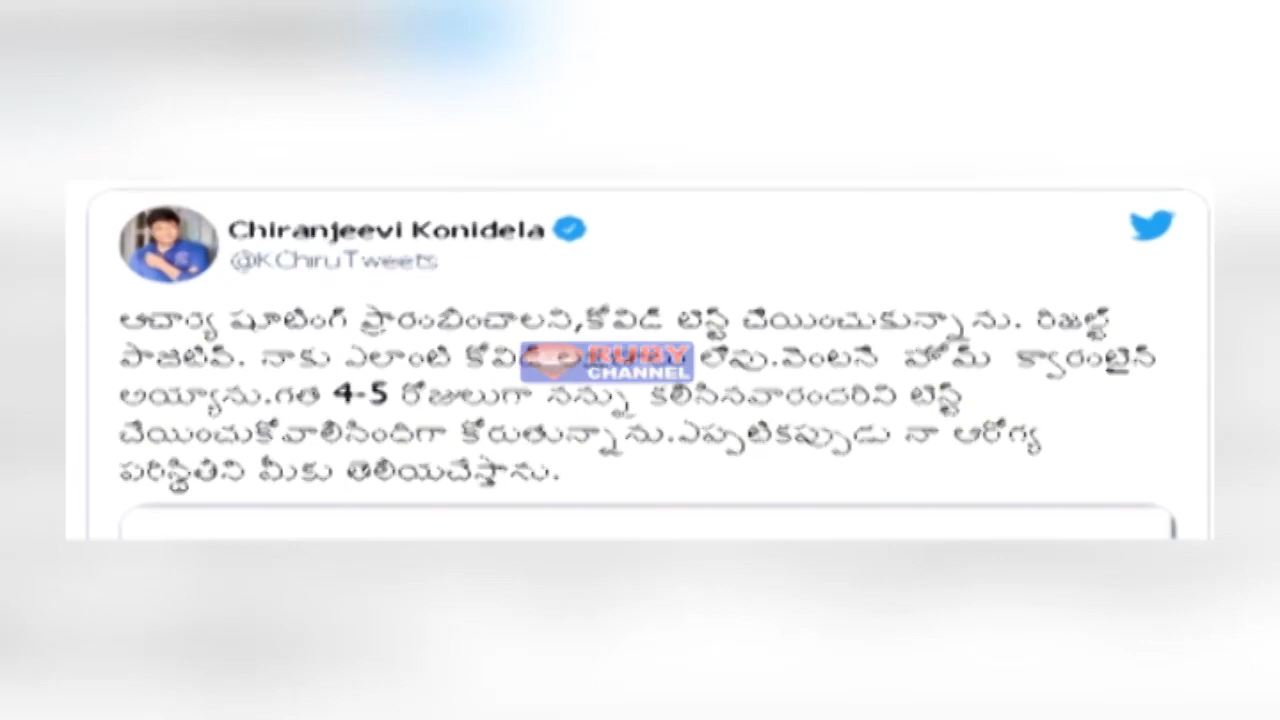 Chiranjeevi Konidela
@KChiruTweets
ఆచార్య షూటింగ్ ప్రారంభించాలని,కోవిడ్ టెస్ట్ చేయించుకున్నాను. రిజల్ట్
పాజిటివ్. నాకు ఎలాంటి కోవిడ్ లేవు.వెంటనే హోమ్ క్వారంటైన్
RUBY
CHANNEL
అయ్యాను.గత 4-5 రోజులుగా నన్ను కలిసినవారందరిని టెస్ట్
చేయించుకోవాలిసిందిగా కోరుతున్నాను.ఎప్పటికప్పుడు నా ఆరోగ్య
పరిస్థితిని మీకు తెలియచేస్తాను.